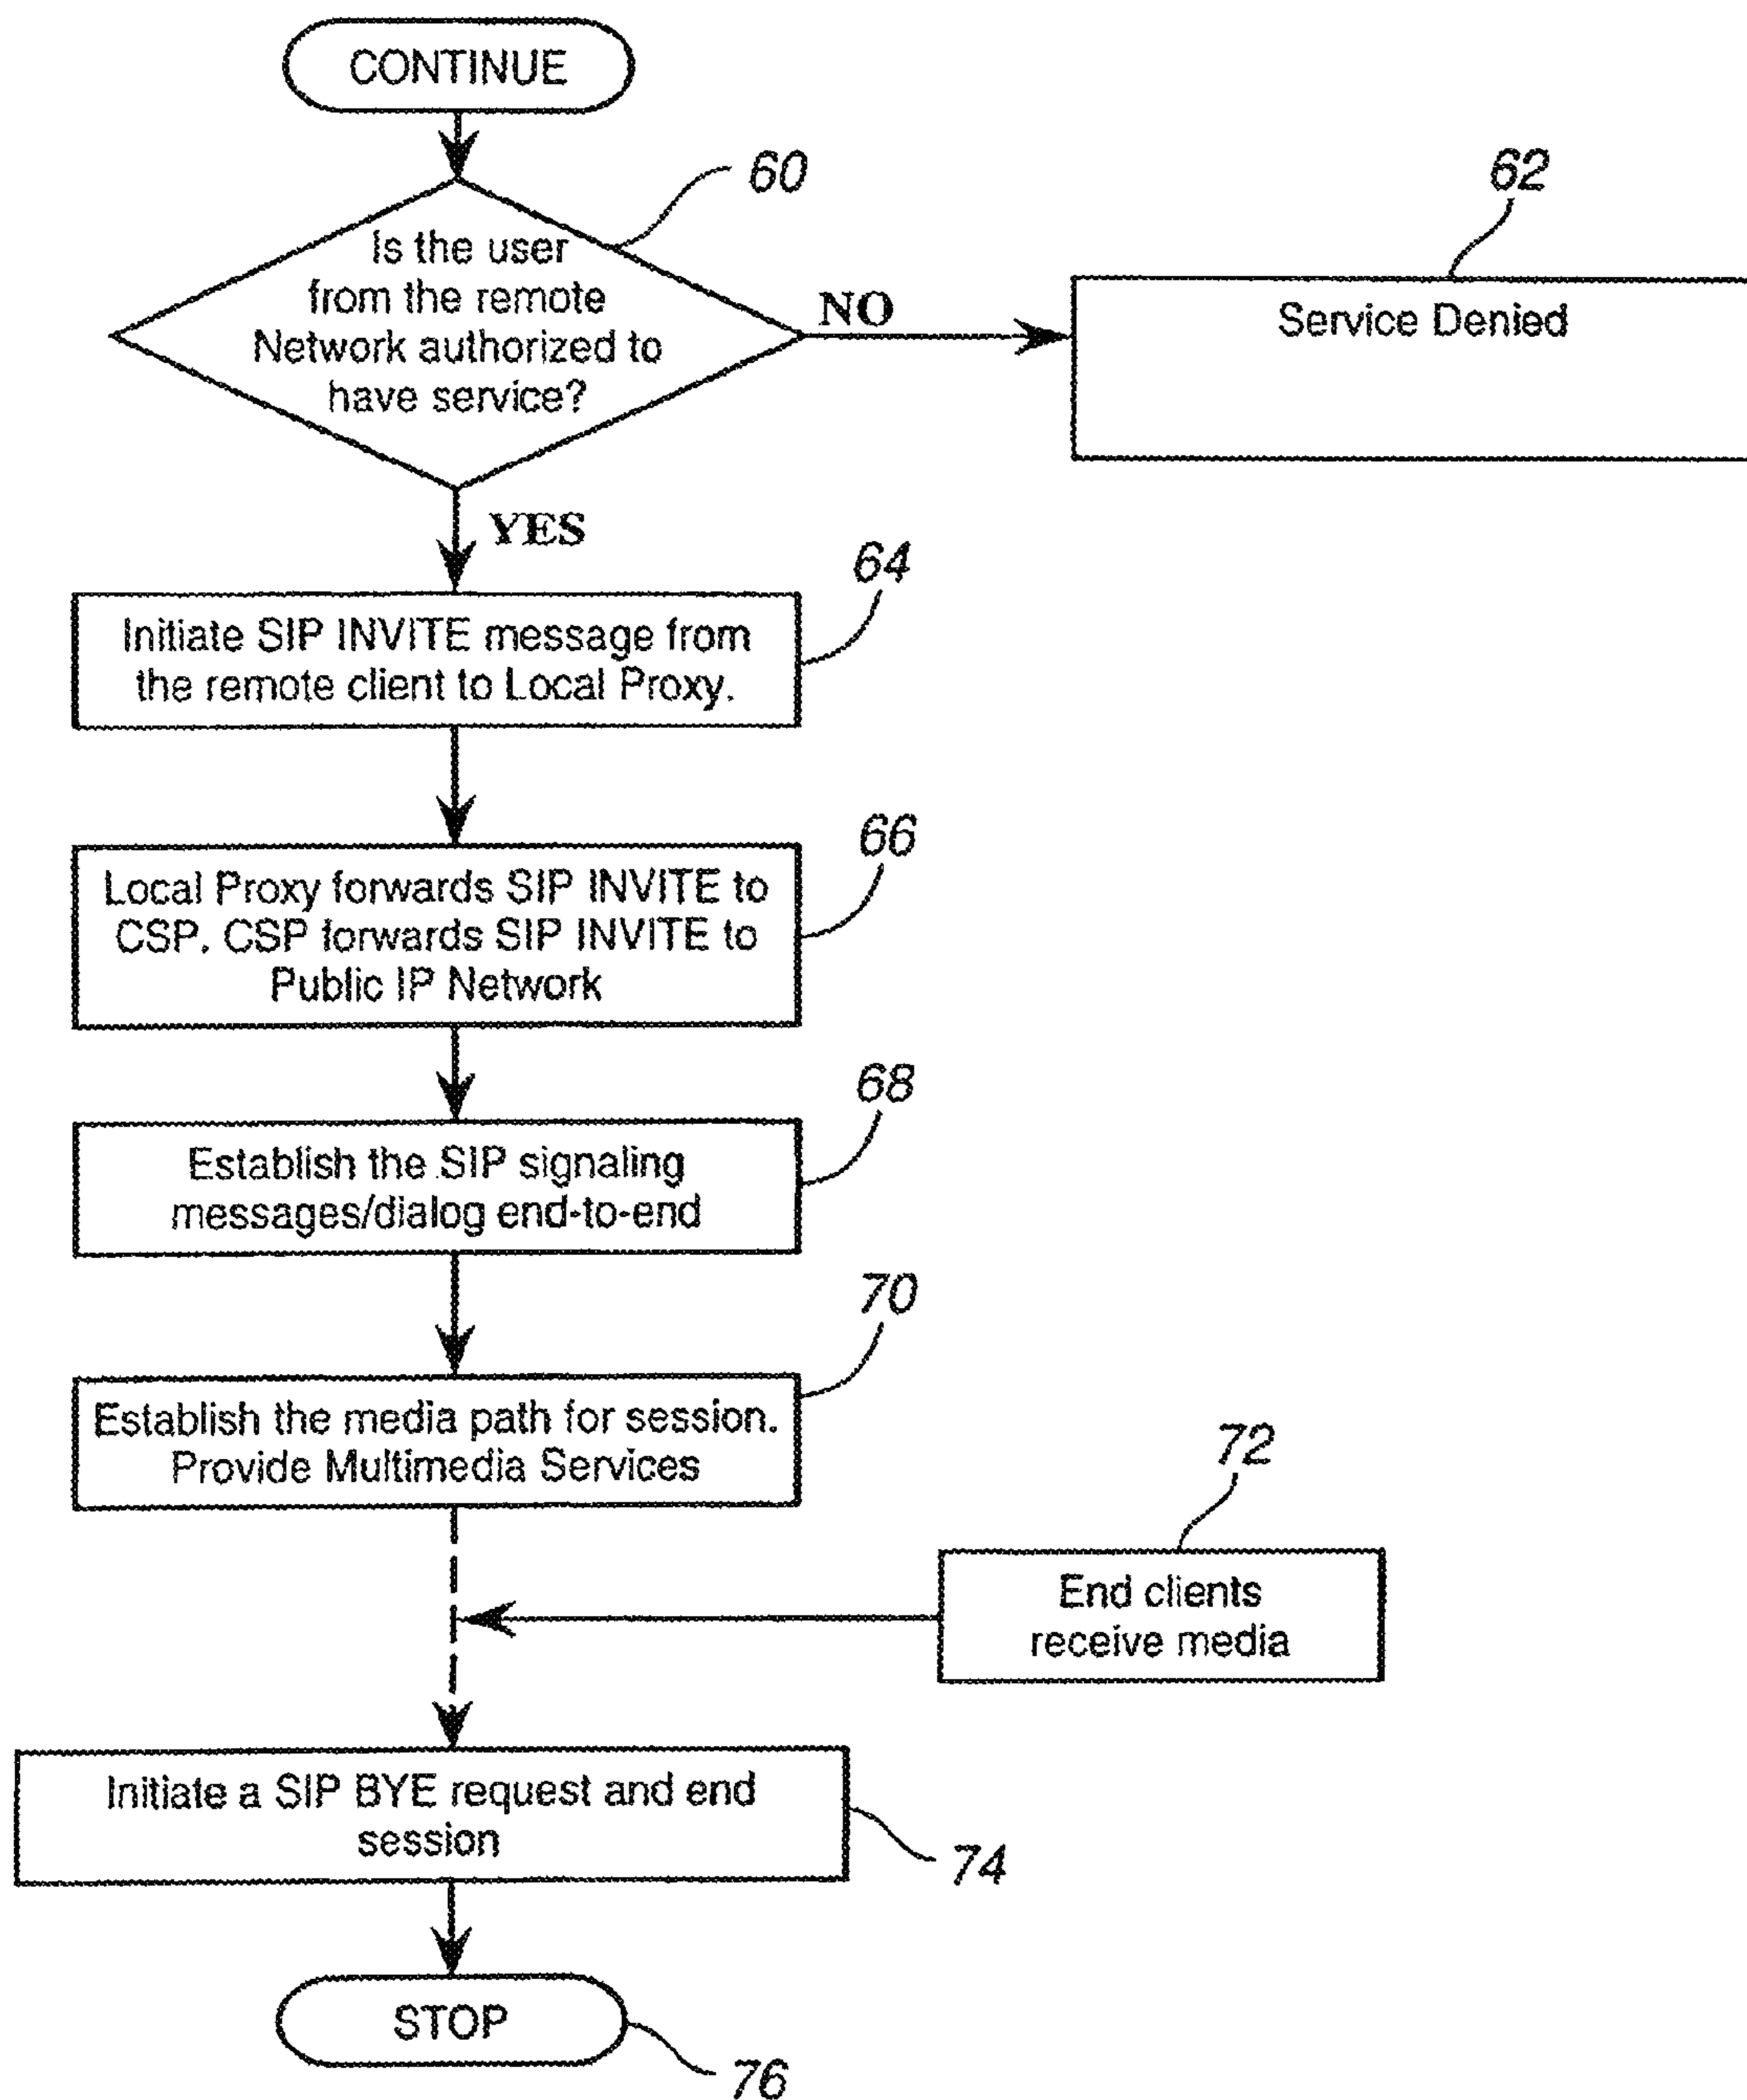 CONTINUE
60
Is the user
from the remote
Network authorized to
have service?
NO
62
Service Denied
YES
64
Initiate SIP INVITE message from
the remote client to Local Proxy.
66
Local Proxy forwards SIP INVITE to
CSP. CSP forwards SIP INVITE to
Public IP Network
68
Establish the SIP signaling
messages/dialog end-to-end
70
Establish the media path for session.
Provide Multimedia Services
72
End clients
receive media
Initiate a SIP BYE request and end
session
74
STOP
76